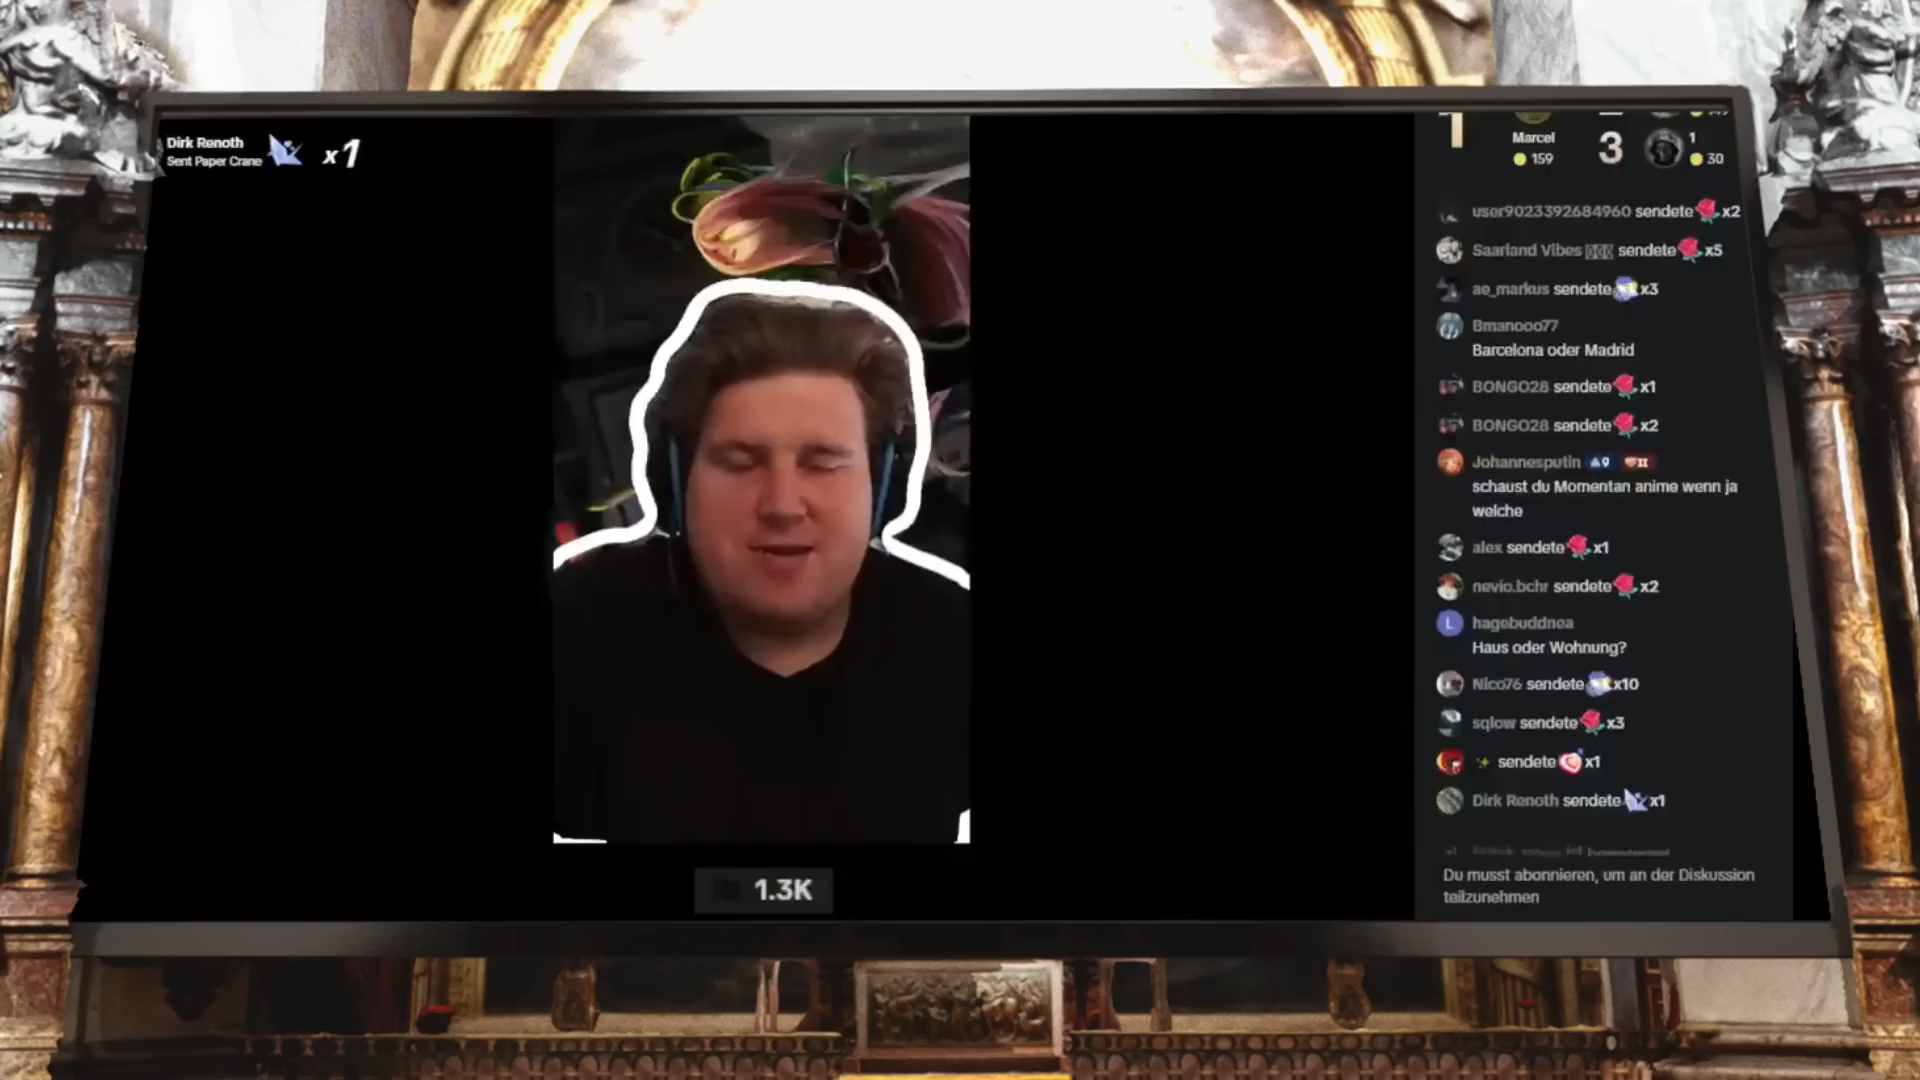 Dirk Renoth
Sent Paper Crane
x1
1
Marcel
159
3
1
30
user9023392684960 sendete x2
Saarland Vibes sendete x5
ae_markus sendete x3
Bmanooo77
Barcelona oder Madrid
BONGO28 sendete x1
BONGO28 sendete x2
Johannesputin 9 II
schaust du Momentan anime wenn ja
welche
alex sendete x1
nevio.bchr sendete x2
L hagebuddnea
Haus oder Wohnung?
Nico76 sendete x10
sqlow sendete x3
sendete x1
Dirk Renoth sendete x1
Du musst abonnieren, um an der Diskussion
teilzunehmen
1.3K